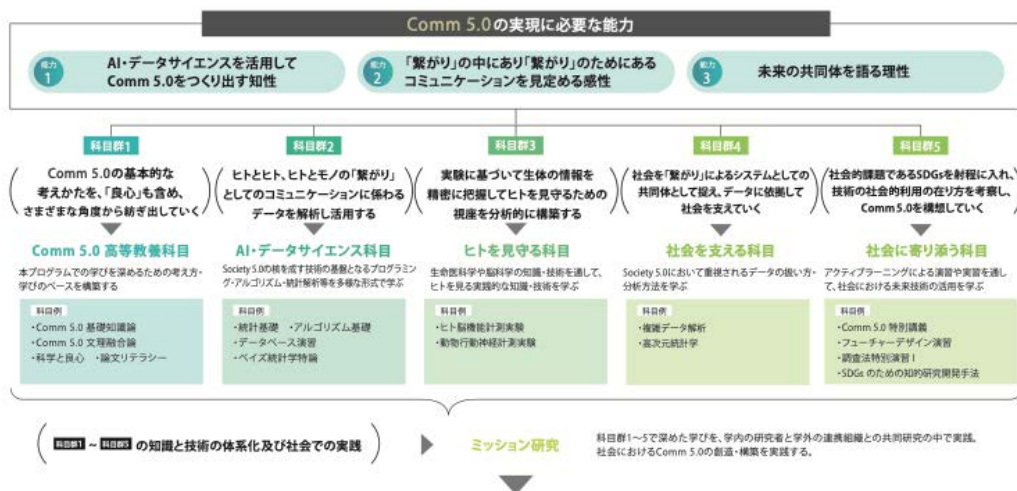 Comm 5.0の実現に必要な能力
能力1
AI・データサイエンスを活用して
Comm 5.0をつくり出す知性
能力2
「繋がり」の中にあり「繋がり」のためにある
コミュニケーションを見定める感性
能力3
未来の共同体を語る理性
科目群1
Comm 5.0の基本的な
考えかたを、「良心」も含め、
さまざまな角度から紡ぎ出していく
Comm 5.0 高等教養科目
本プログラムでの学びを深めるための考え方・
学びのベースを構築する
科目例
・Comm 5.0 基礎知識論
・Comm 5.0 文理融合論
・科学と良心 ・論文リテラシー
科目群2
ヒトとヒト、ヒトとモノの「繋がり」
としてのコミュニケーションに係わる
データを解析し活用する
AI・データサイエンス科目
Society 5.0の核を成す技術の基盤となるプログラミ
ング・アルゴリズム・統計解析等を多様な形式で学ぶ
科目例
・統計基礎 ・アルゴリズム基礎
・データベース演習
・ベイズ統計学特論
科目群3
実験に基づいて生体の情報を
精密に把握してヒトを見守るための
視座を分析的に構築する
ヒトを見守る科目
生命医科学や脳科学の知識・技術を通して、
ヒトを見る実践的な知識・技術を学ぶ
科目例
・ヒト脳機能計測実験
・動物行動神経計測実験
科目群4
社会を「繋がり」によるシステムとしての
共同体として捉え、データに依拠して
社会を支えていく
社会を支える科目
Society 5.0において重視されるデータの扱い方・
分析方法を学ぶ
科目例
・複雑データ解析
・高次元統計学
科目群5
社会的課題であるSDGsを射程に入れ、
技術の社会的利用の在り方を考察し、
Comm 5.0を構想していく
社会に寄り添う科目
アクティブラーニングによる演習や実習を通し
て、社会における未来技術の活用を学ぶ
科目例
・Comm 5.0 特別講義
・フューチャーデザイン演習
・調査法特別演習 I
・SDGs のための知的研究開発手法
科目群1 ~ 科目群5 の知識と技術の体系化及び社会での実践
ミッション研究
科目群1〜5で深めた学びを、学内の研究者と学外の連携組織との共同研究の中で実践。
社会におけるComm 5.0の創造・構築を実践する。